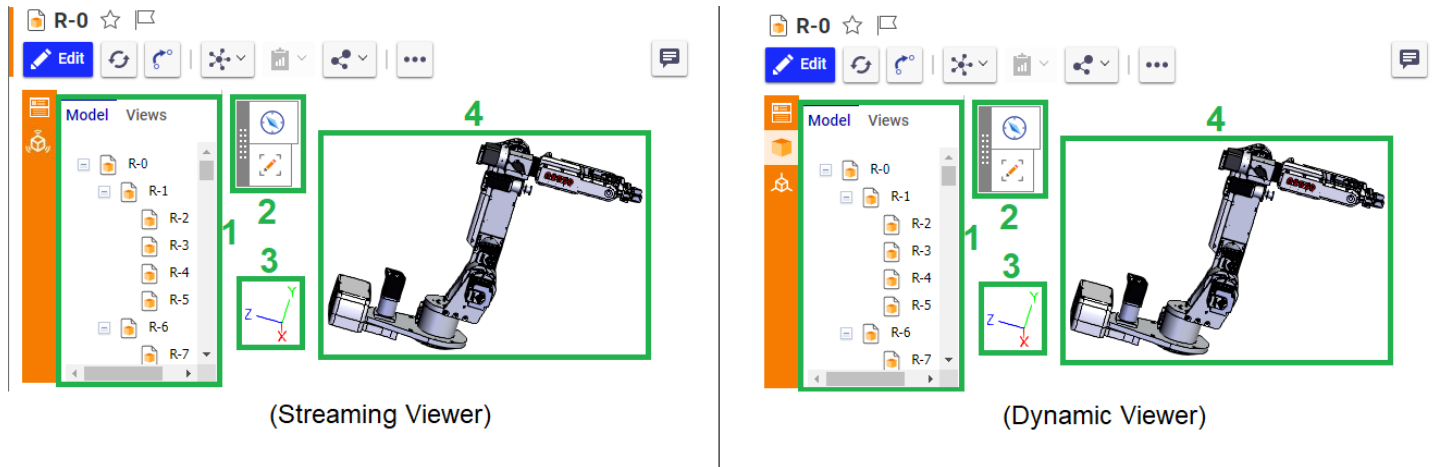 R-0
Edit
Model Views
R-0
R-1
R-2
R-3
R-4
R-5
R-6
R-7
1
2
3
Z Y
X
4
(Streaming Viewer)
R-0
Edit
Model Views
R-0
R-1
R-2
R-3
R-4
R-5
R-6
R-7
1
2
3
Z Y
X
4
(Dynamic Viewer)